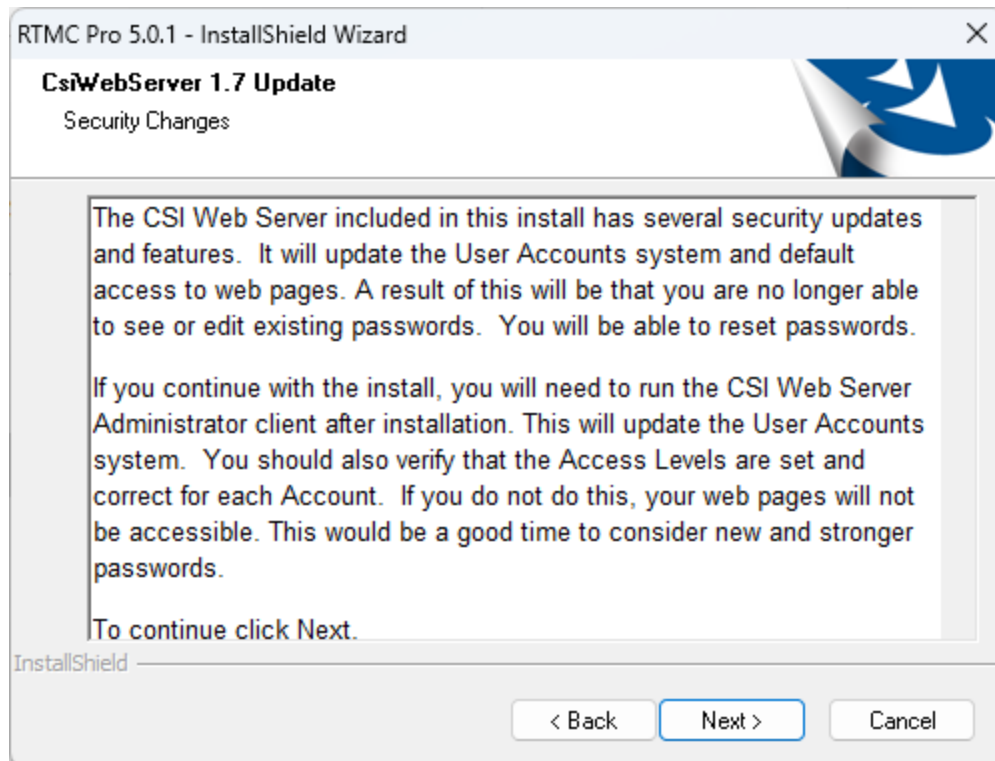 RTMC Pro 5.0.1 - InstallShield Wizard
CsiWebServer 1.7 Update
Security Changes
The CSI Web Server included in this install has several security updates
and features.  It will update the User Accounts system and default
access to web pages. A result of this will be that you are no longer able
to see or edit existing passwords.  You will be able to reset passwords.
If you continue with the install, you will need to run the CSI Web Server
Administrator client after installation. This will update the User Accounts
system.  You should also verify that the Access Levels are set and
correct for each Account.  If you do not do this, your web pages will not
be accessible. This would be a good time to consider new and stronger
passwords.
To continue click Next.
InstallShield
< Back
Next >
Cancel